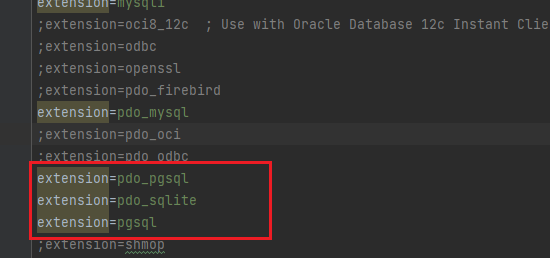 extension=mysqli
;extension=oci8_12c  ; Use with Oracle Database 12c Instant Clie
;extension=odbc
;extension=openssl
;extension=pdo_firebird
extension=pdo_mysql
;extension=pdo_oci
;extension=pdo_odbc
extension=pdo_pgsql
extension=pdo_sqlite
extension=pgsql
;extension=shmop